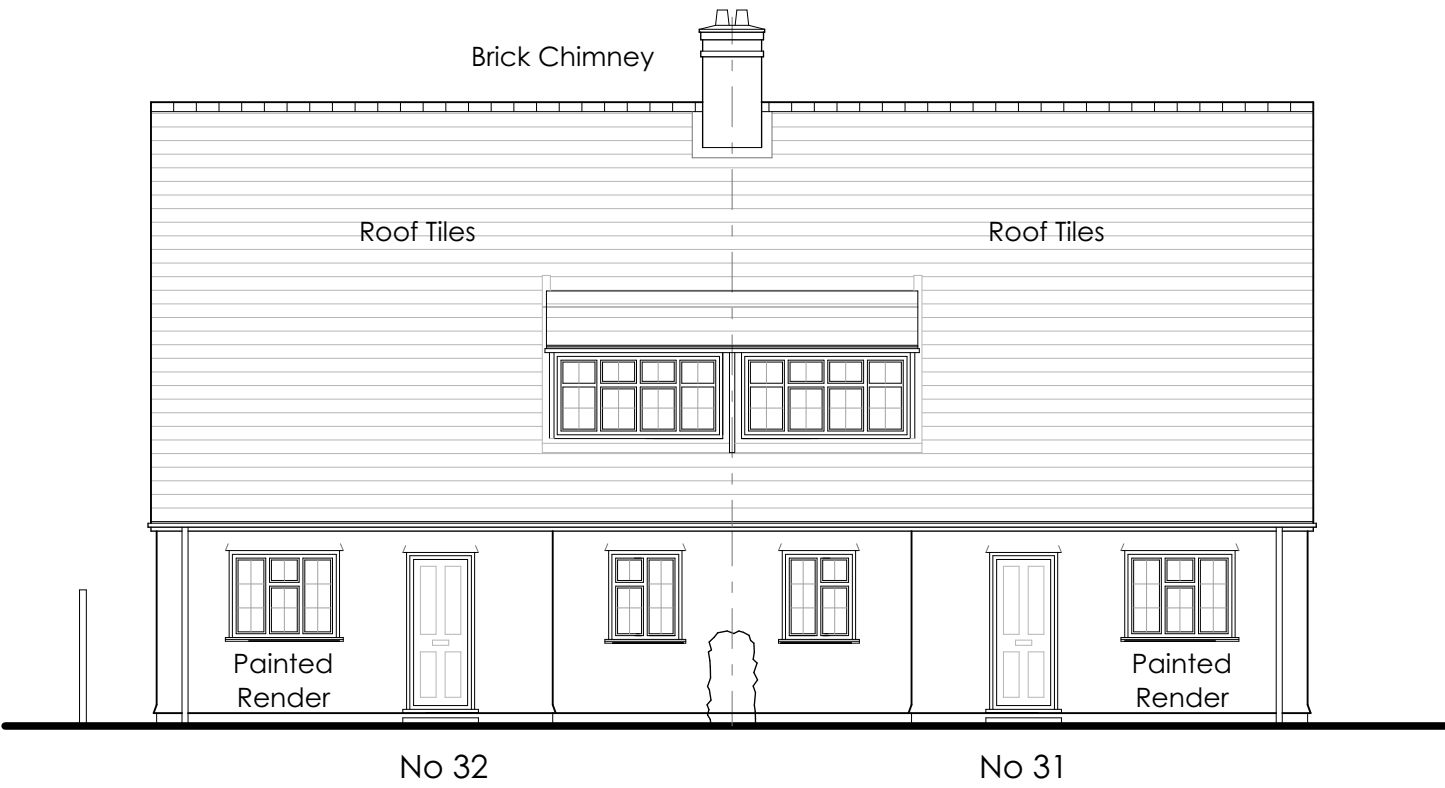 Brick Chimney
Roof Tiles
Roof Tiles
Painted
Render
Painted
Render
No 32
No 31